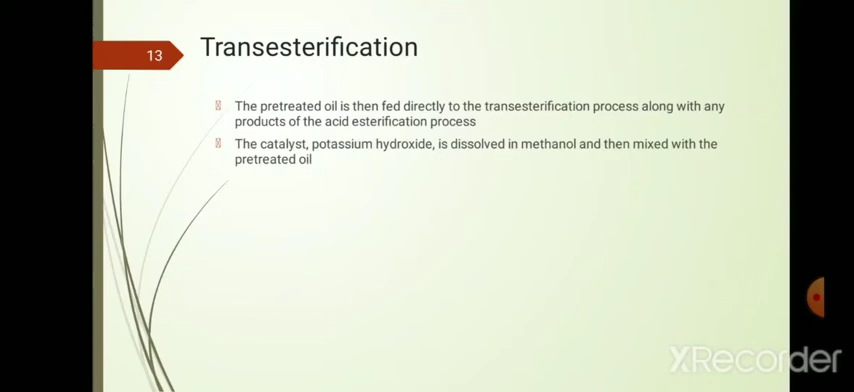 13
Transesterification
The pretreated oil is then fed directly to the transesterification process along with any
products of the acid esterification process
The catalyst, potassium hydroxide, is dissolved in methanol and then mixed with the
pretreated oil
XRecorder